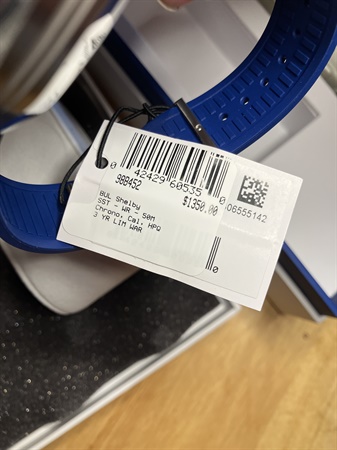 0 42429 60535 0
98B452 $1350.00 06555142
BUL Shelby
SST - WR - 50M
Chrono, Cal, HPQ
3 YR LIM WAR
0